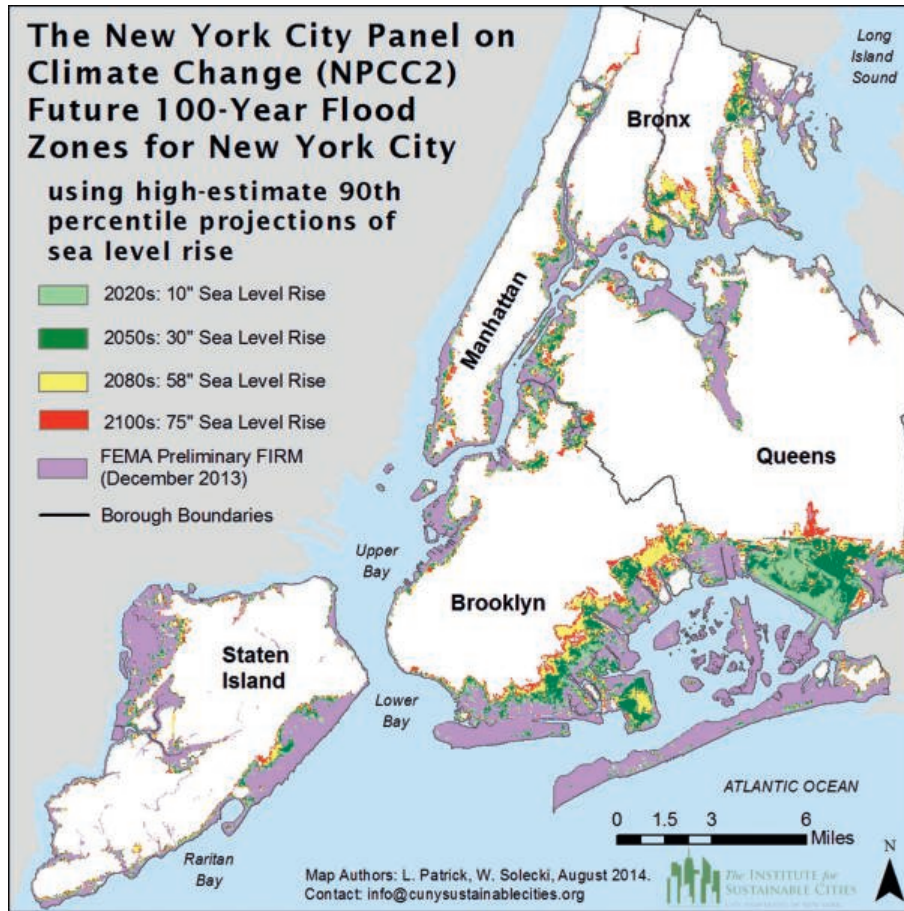 The New York City Panel on
Climate Change (NPCC2)
Future 100-Year Flood
Zones for New York City
using high-estimate 90th
percentile projections of
sea level rise
2020s: 10" Sea Level Rise
2050s: 30" Sea Level Rise
2080s: 58" Sea Level Rise
2100s: 75" Sea Level Rise
FEMA Preliminary FIRM
(December 2013)
Borough Boundaries
Long
Island
Sound
Bronx
Manhattan
Queens
Upper
Bay
Brooklyn
Staten
Island
Lower
Bay
Raritan
Bay
ATLANTIC OCEAN
0 1.5 3 6
Miles
N
Map Authors: L. Patrick, W. Solecki, August 2014.
Contact: info@cunysustainablecities.org
The INSTITUTE for
SUSTAINABLE CITIES